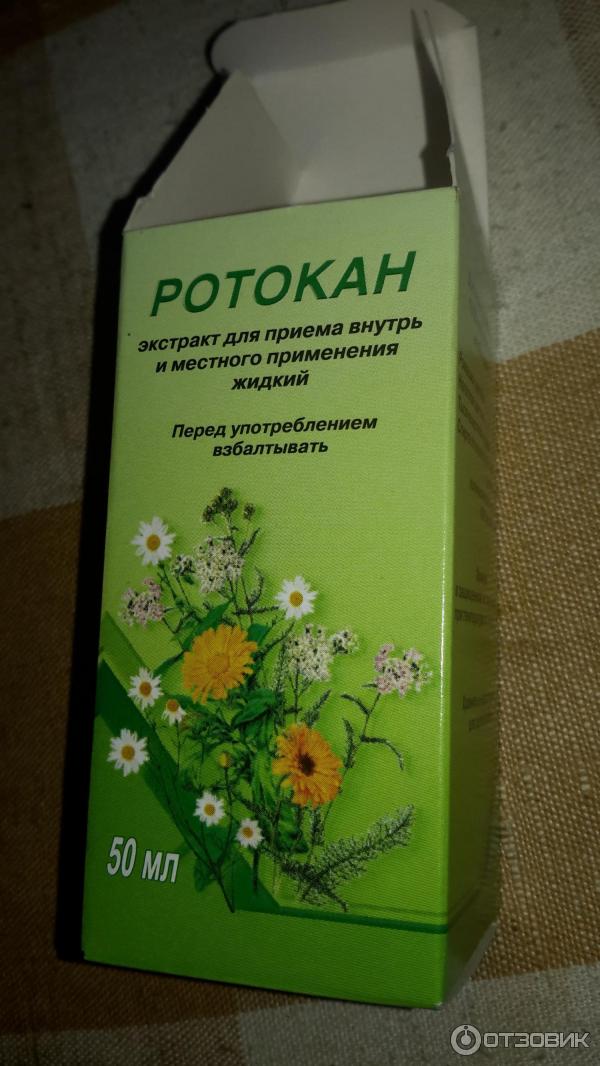 РОТОКАН
экстракт для приема внутрь
и местного применения
жидкий
Перед употреблением
взбалтывать
50 мл
ОТЗОВИК